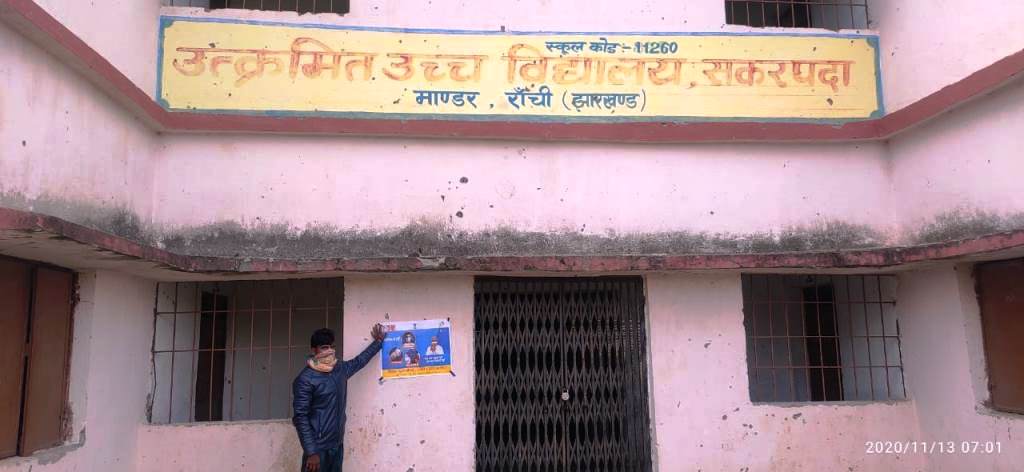 स्कूल कोड :- 11260
उत्क्रमित उच्च विद्यालय, सकरपदा
माण्डर, राँची (झारखण्ड)
2020/11/13 07:01